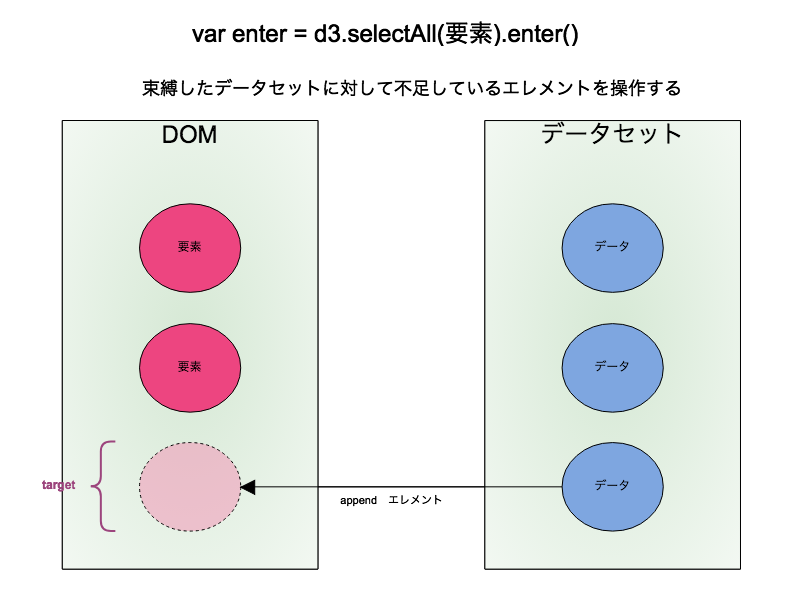 var enter = d3.selectAll(要素).enter()
束縛したデータセットに対して不足しているエレメントを操作する
DOM
データセット
要素
データ
要素
データ
target
データ
append　エレメント